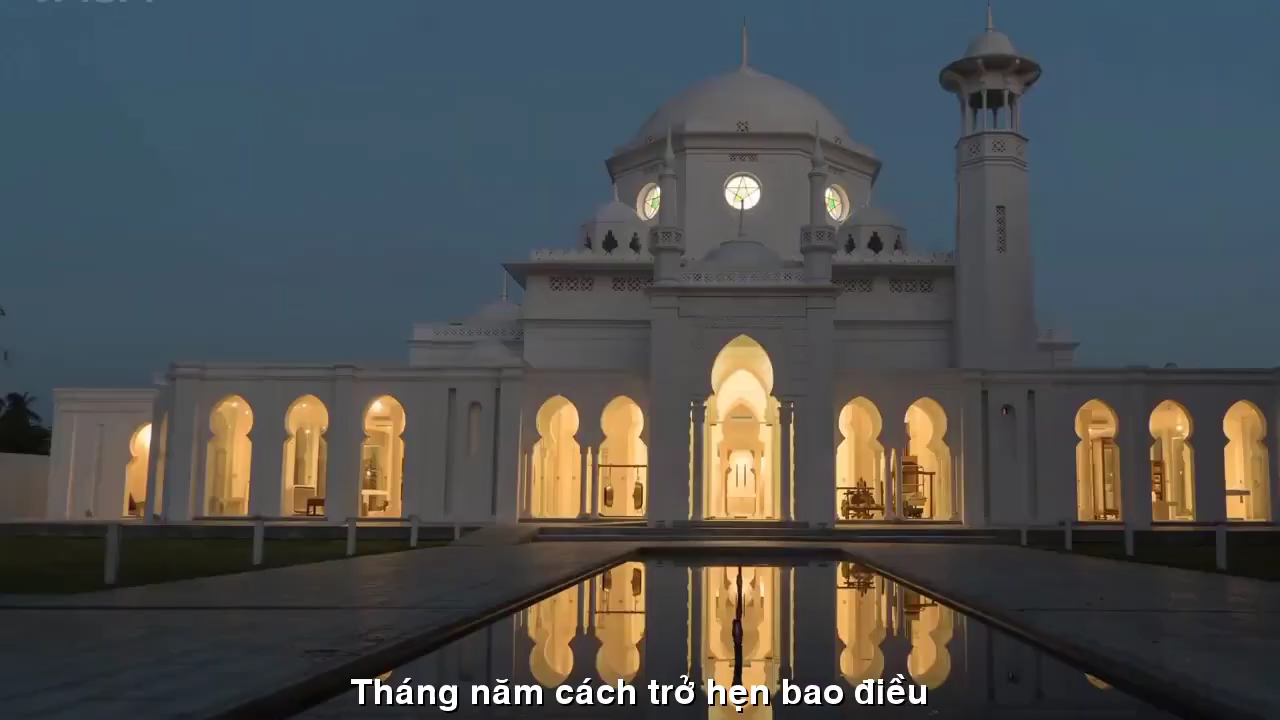 Tháng năm cách trở hẹn bao điều